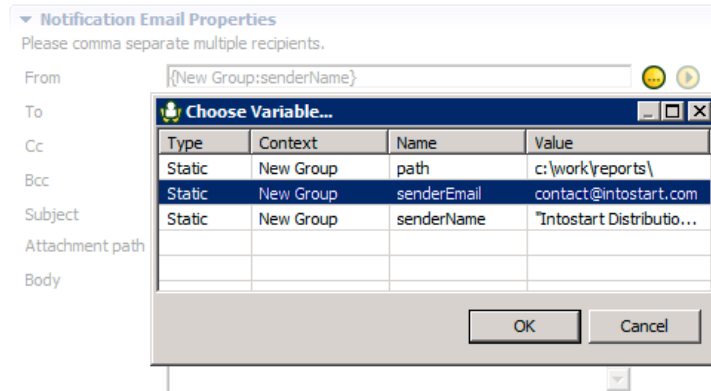 Notification Email Properties
Please comma separate multiple recipients.
From {New Group:senderName}
To
Choose Variable...
Cc
Type Context Name Value
Static New Group path c:\work\reports\
Bcc
Static New Group senderEmail contact@intostart.com
Subject
Static New Group senderName "Intostart Distributio...
Attachment path
Body
OK Cancel